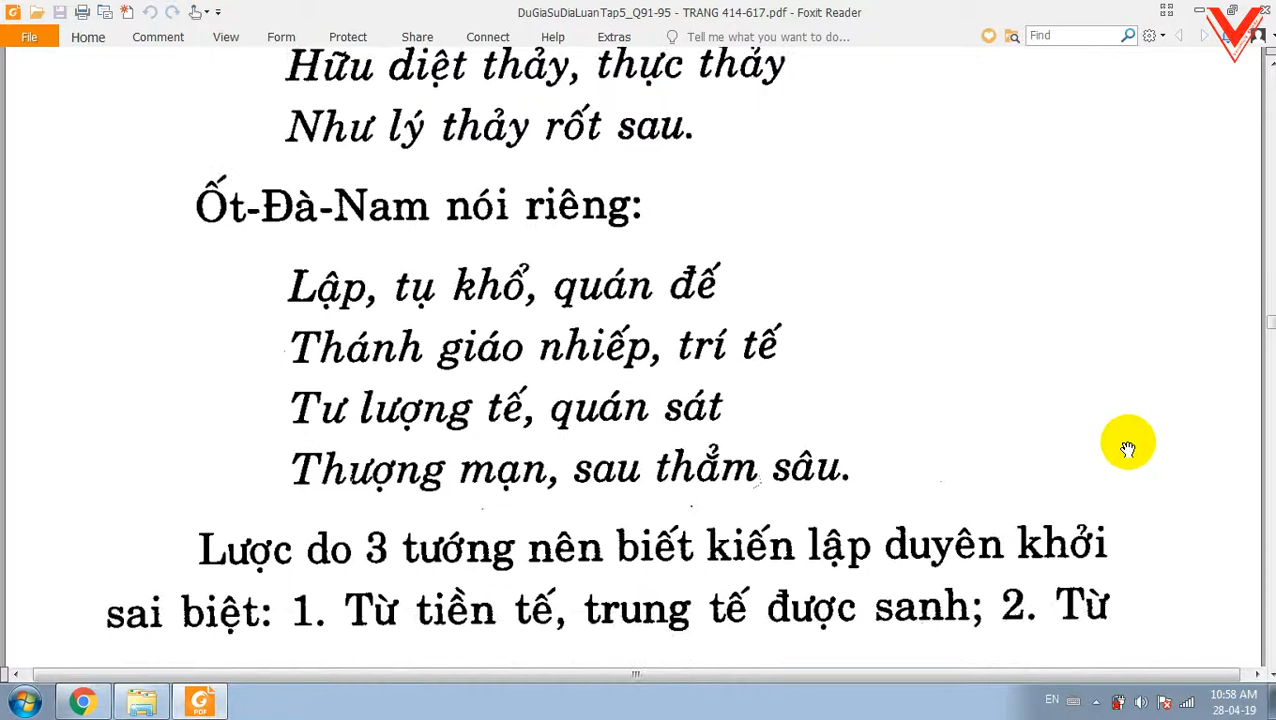 DuGiaSuDiaLuanTap5_Q91-95 - TRANG 414-617.pdf - Foxit Reader
File Home Comment View Form Protect Share Connect Help Extras Tell me what you want to do... Find
Hữu diệt thảy, thực thảy
Như lý thảy rốt sau.
Ốt-Đà-Nam nói riêng:
Lập, tụ khổ, quán đế
Thánh giáo nhiếp, trí tế
Tư lượng tế, quán sát
Thượng mạn, sau thẳm sâu.
Lược do 3 tướng nên biết kiến lập duyên khởi
sai biệt: 1. Từ tiền tế, trung tế được sanh; 2. Từ
PDF
EN
10:58 AM
28-04-19